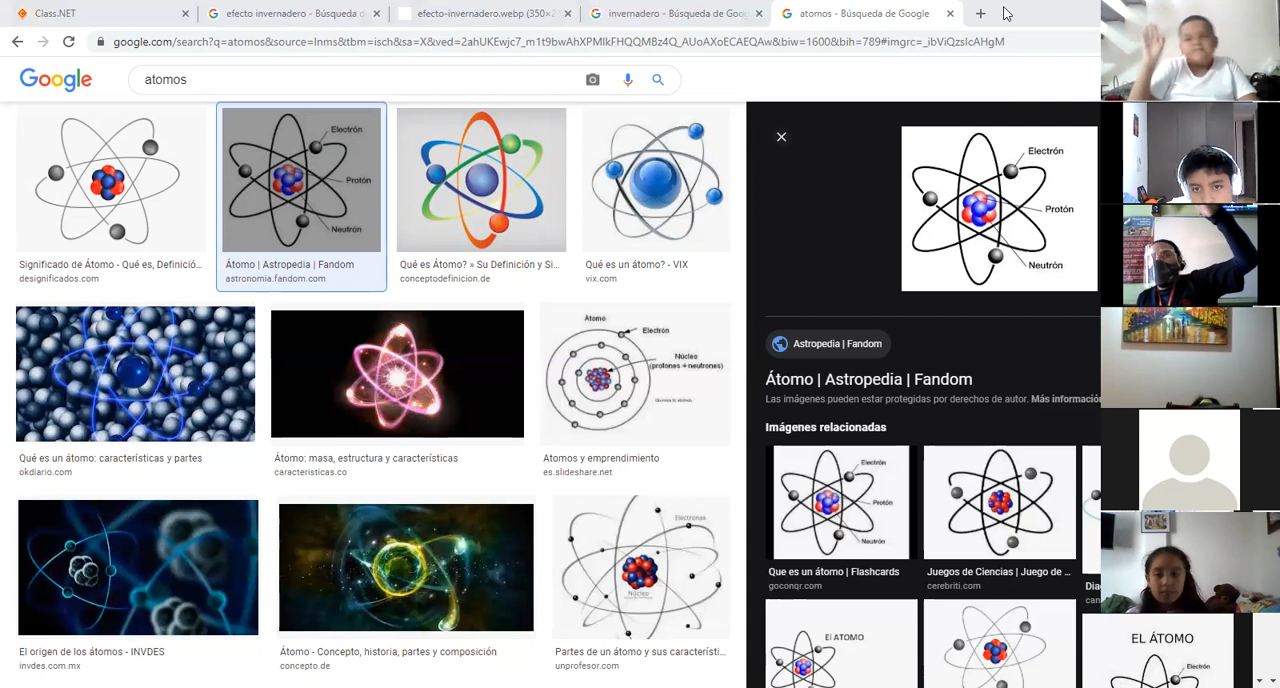 Class.NET
efecto invernadero - Búsqueda d
efecto-invernadero.webp (350×2
invernadero - Búsqueda de Goo
atomos - Búsqueda de Google
google.com/search?q=atomos&source=lnms&tbm=isch&sa=X&ved=2ahUKEwjc7_m1t9bwAhXPMIkFHQQMBz4Q_AUoAXoECAEQAw&biw=1600&bih=789#imgrc=_ibViQzsIcAHgM
Google
atomos
Electrón
Protón
Neutrón
Significado de Átomo - Qué es, Definició...
designificados.com
Átomo | Astropedia | Fandom
astronomia.fandom.com
Qué es Átomo? » Su Definición y Si...
conceptodefinicion.de
Qué es un átomo? - VIX
vix.com
Átomo
Electrón
Núcleo
(protones + neutrones)
Qué es un átomo: características y partes
okdiario.com
Átomo: masa, estructura y características
caracteristicas.co
Átomos y emprendimiento
es.slideshare.net
Electronas
Núcleo
El origen de los átomos - INVDES
invdes.com.mx
Átomo - Concepto, historia, partes y composición
concepto.de
Partes de un átomo y sus característi...
unprofesor.com
Electrón
Protón
Neutrón
Astropedia | Fandom
Átomo | Astropedia | Fandom
Las imágenes pueden estar protegidas por derechos de autor. Más información
Imágenes relacionadas
Electrón
Protón
Neutrón
Que es un átomo | Flashcards
goconqr.com
Juegos de Ciencias | Juego de ...
cerebriti.com
Dia
can
El ATOMO
EL ÁTOMO
Electrón